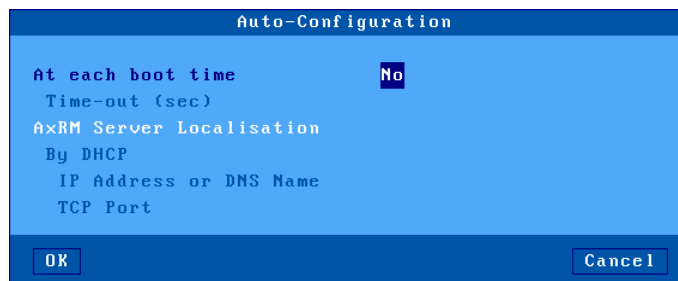 Auto-Configuration
At each boot time No
Time-out (sec)
AxRM Server Localisation
By DHCP
IP Address or DNS Name
TCP Port
OK Cancel